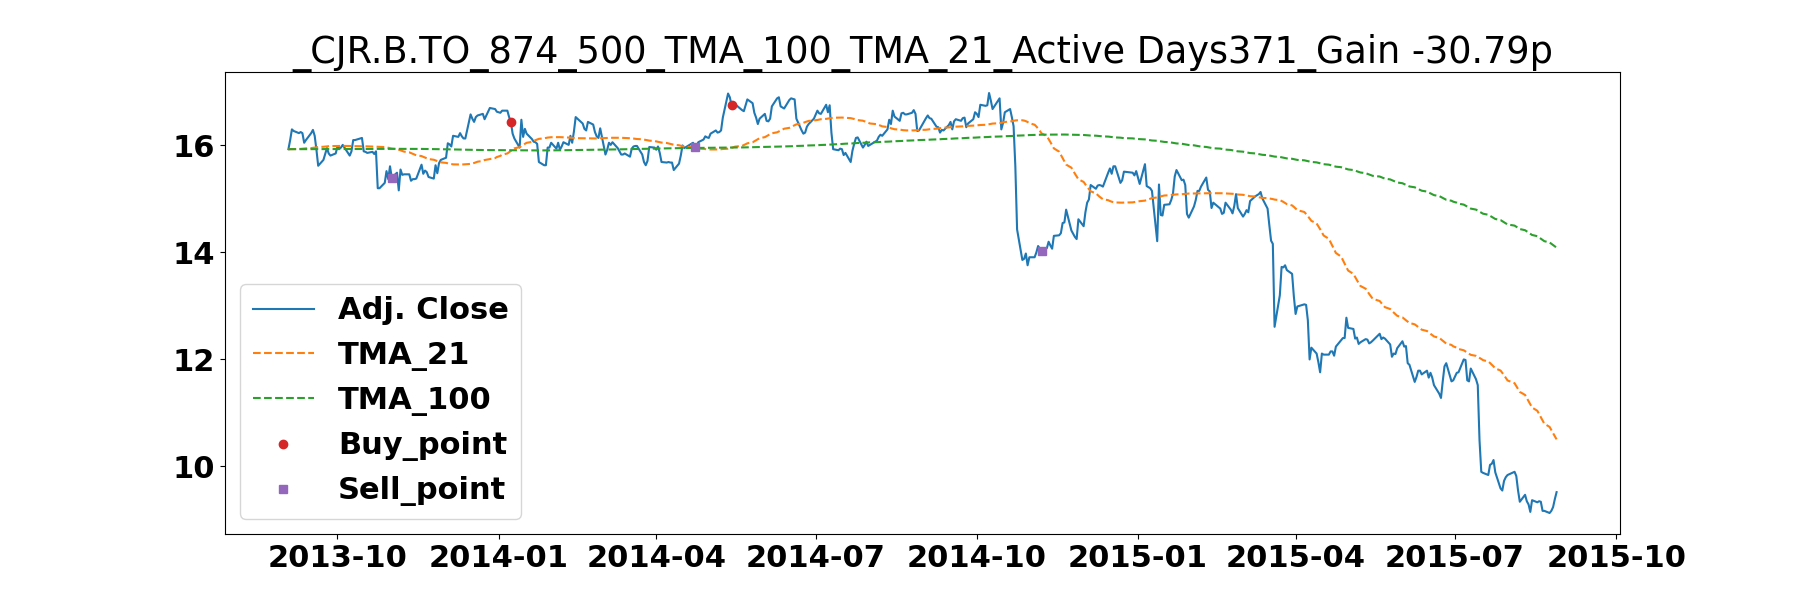 _CJR.B.TO_874_500_TMA_100_TMA_21_Active Days371_Gain -30.79p
16
14
12
10
Adj. Close
TMA_21
TMA_100
Buy_point
Sell_point
2013-10 2014-01 2014-04 2014-07 2014-10 2015-01 2015-04 2015-07 2015-10